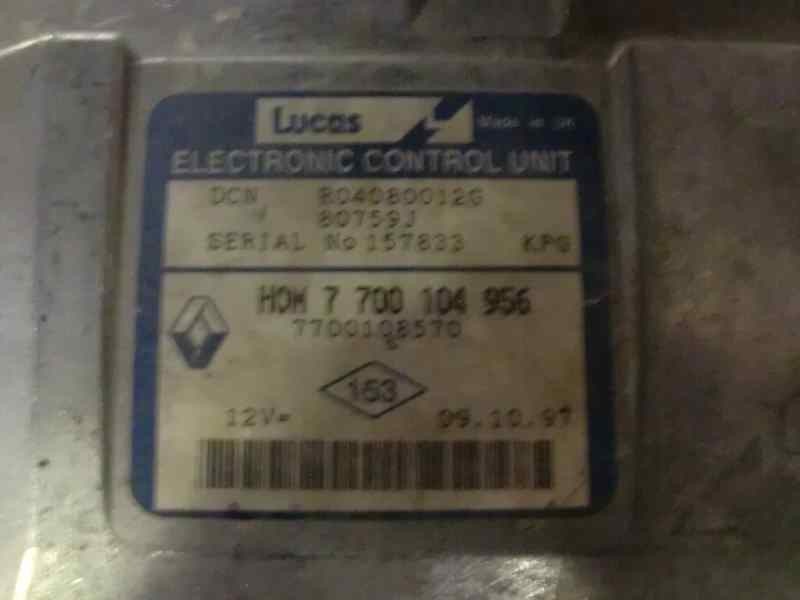 Lucas Made in UK
ELECTRONIC CONTROL UNIT
DCN R04080012G
80759J
SERIAL No 157833 KPG
HOM 7 700 104 956
7700108570
163
12V= 09.10.97